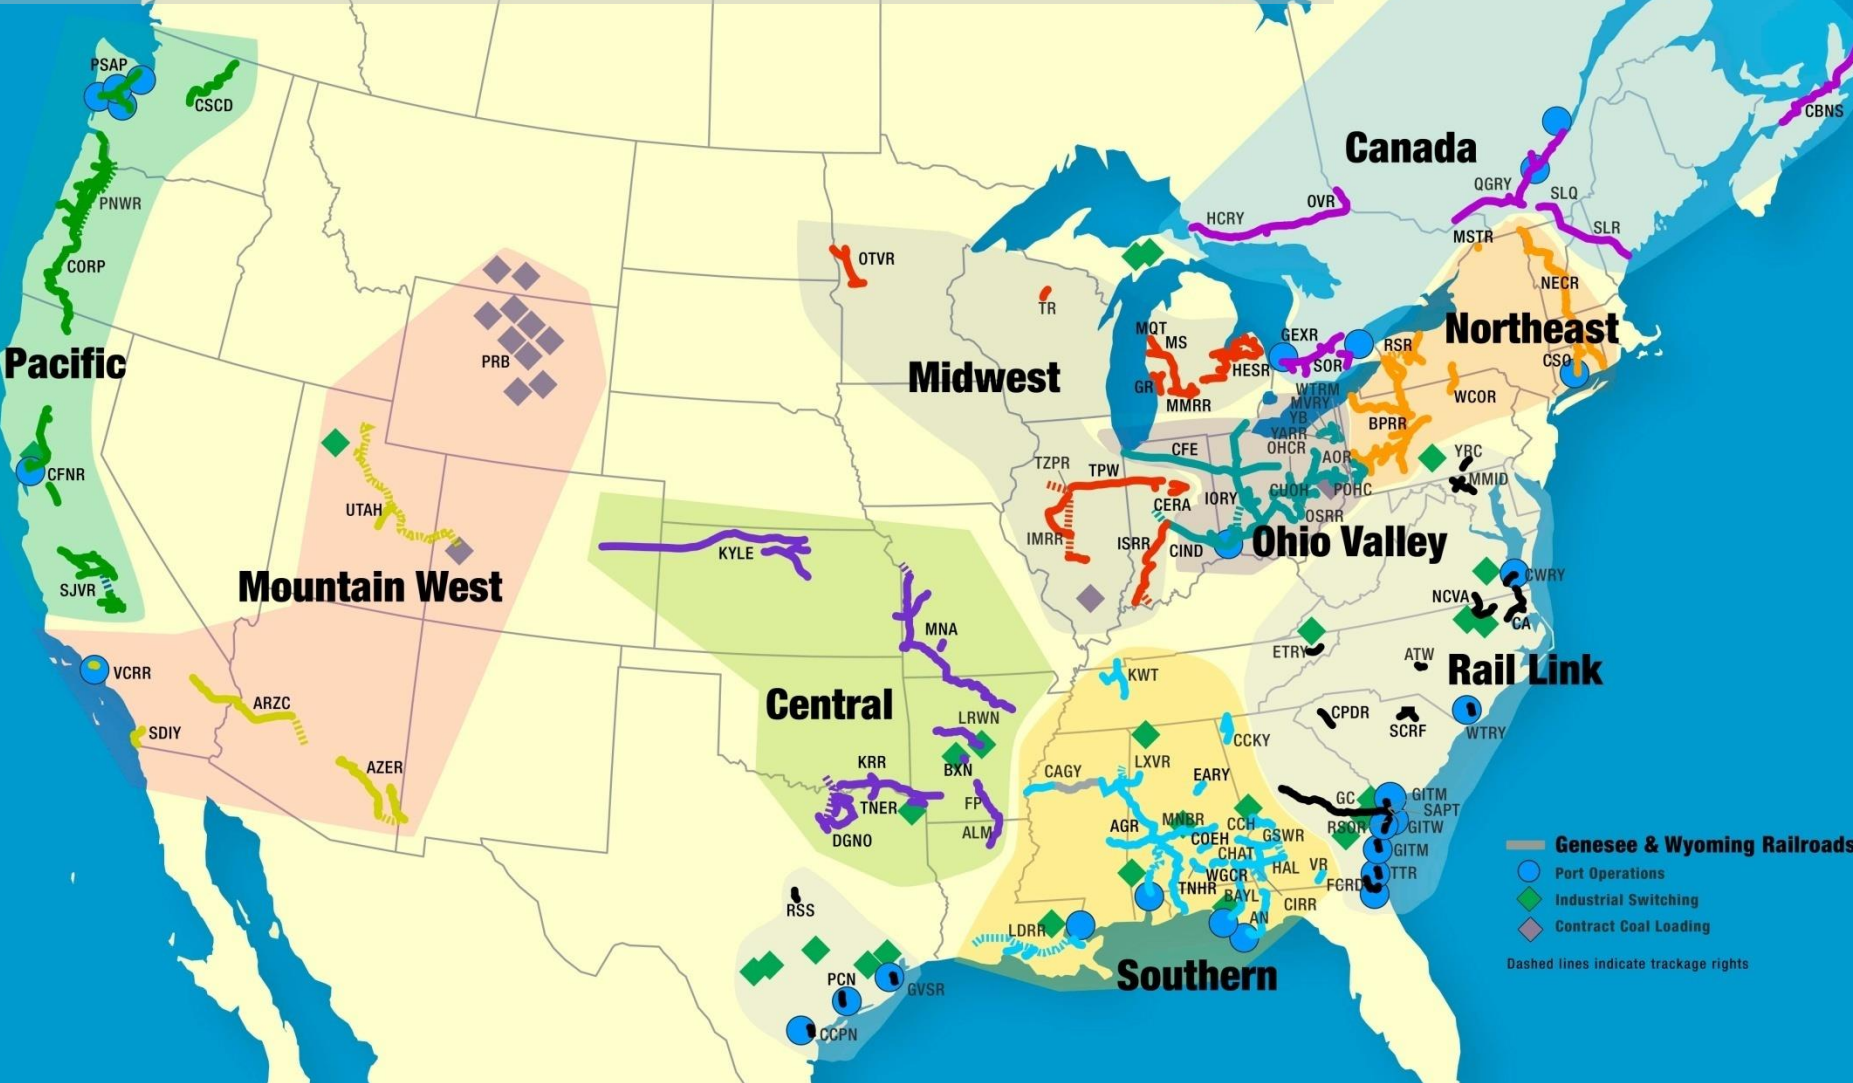 PSAP
CSCD
PNWR
CORP
Pacific
CFNR
SJVR
PRB
UTAH
Mountain West
VCRR
SDIY
ARZC
AZER
OTVR
TR
Midwest
MQT
MS
GR
MMRR
HESR
TZPR
TPW
CERA
IMRR
ISRR
Canada
HCRY
OVR
QGRY
SLQ
SLR
CBNS
GEXR
SOR
MSTR
NECR
Northeast
RSR
CSO
WCOR
BPRR
WTRM
MVRY
YB
YARR
OHCR
AOR
CFE
IORY
CUOH
POHC
OSRR
CIND
Ohio Valley
YRC
MMID
KYLE
MNA
Central
LRWN
BXN
KRR
TNER
DGNO
FP
ALM
CWRY
NCVA
CA
ETRY
ATW
Rail Link
CPDR
SCRF
WTRY
GC
GITM
SAPT
RSOR
GITW
GITM
TTR
FCRD
KWT
CCKY
CAGY
LXVR
EARY
AGR
MNBR
CCH
COEH
GSWR
CHAT
HAL
VR
WGCR
TNHR
BAYL
CIRR
AN
LDRR
Southern
RSS
PCN
GVSR
CCPN
Genesee & Wyoming Railroads
Port Operations
Industrial Switching
Contract Coal Loading
Dashed lines indicate trackage rights